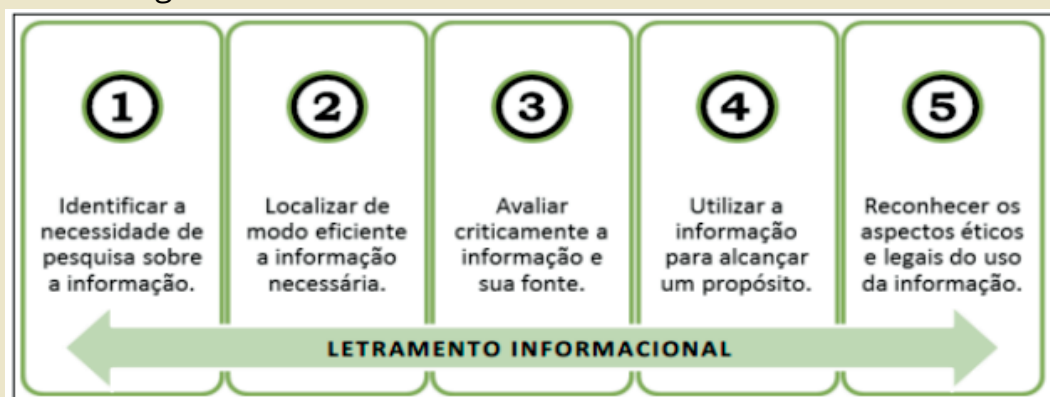 1
Identificar a
necessidade de
pesquisa sobre
a informação.
2
Localizar de
modo eficiente
a informação
necessária.
3
Avaliar
criticamente a
informação e
sua fonte.
4
Utilizar a
informação
para alcançar
um propósito.
5
Reconhecer os
aspectos éticos
e legais do uso
da informação.
LETRAMENTO INFORMACIONAL